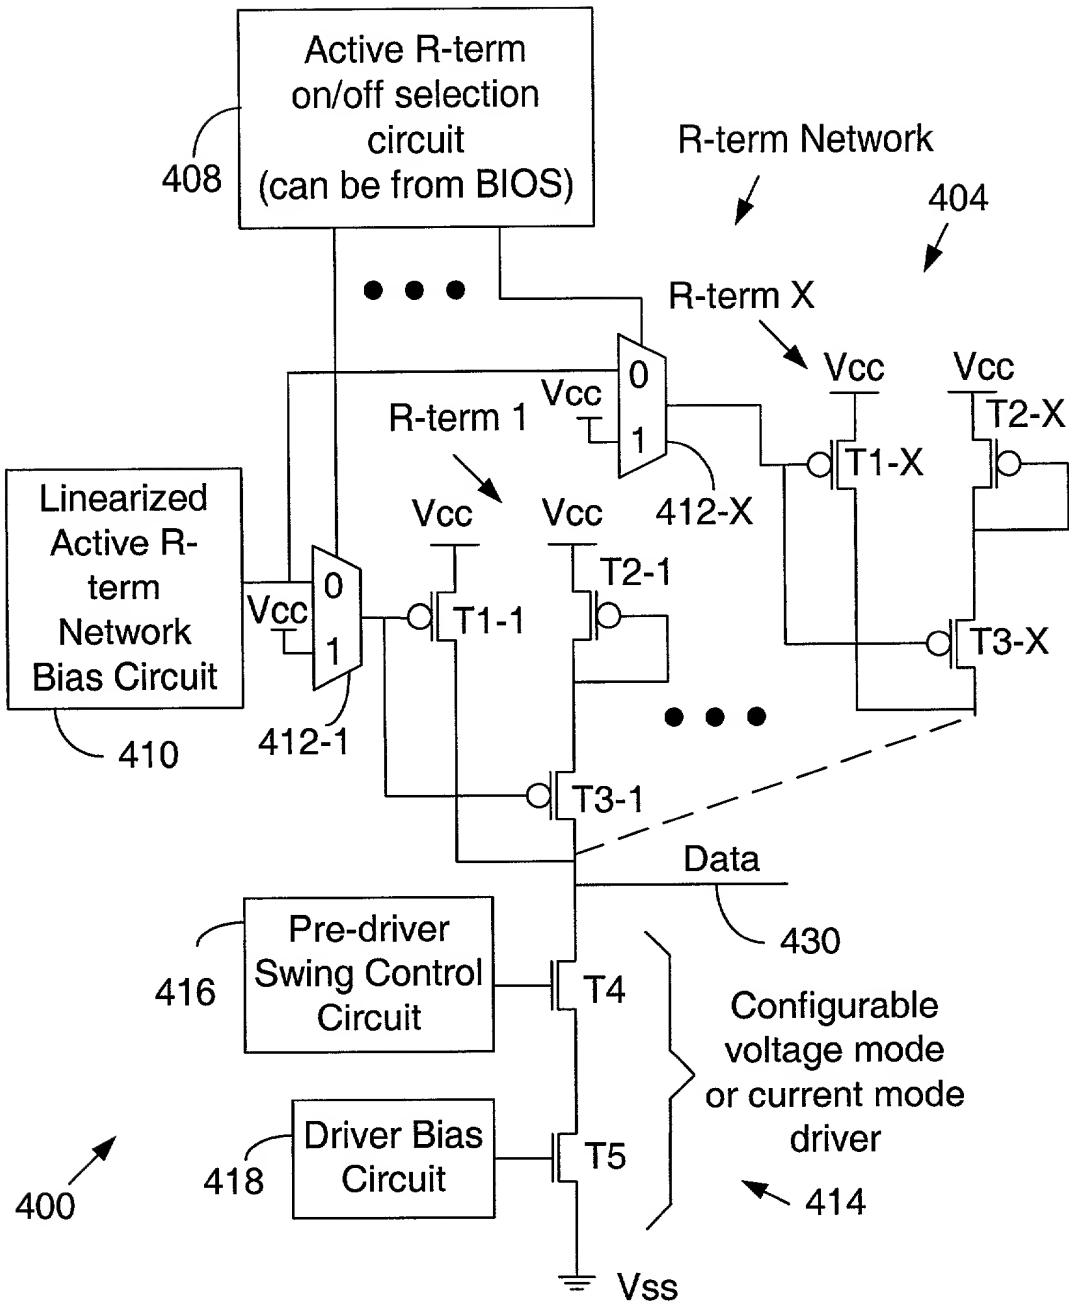 Active R-term
on/off selection
circuit
(can be from BIOS)
408
R-term Network
404
R-term X
Vcc
Vcc
T2-X
0
Vcc
1
T1-X
412-X
R-term 1
Linearized
Active R-
term
Network
Bias Circuit
Vcc
Vcc
T2-1
0
Vcc
1
T1-1
T3-X
412-1
410
T3-1
Data
430
Pre-driver
Swing Control
Circuit
416
T4
Configurable
voltage mode
or current mode
driver
Driver Bias
Circuit
418
T5
400
414
Vss